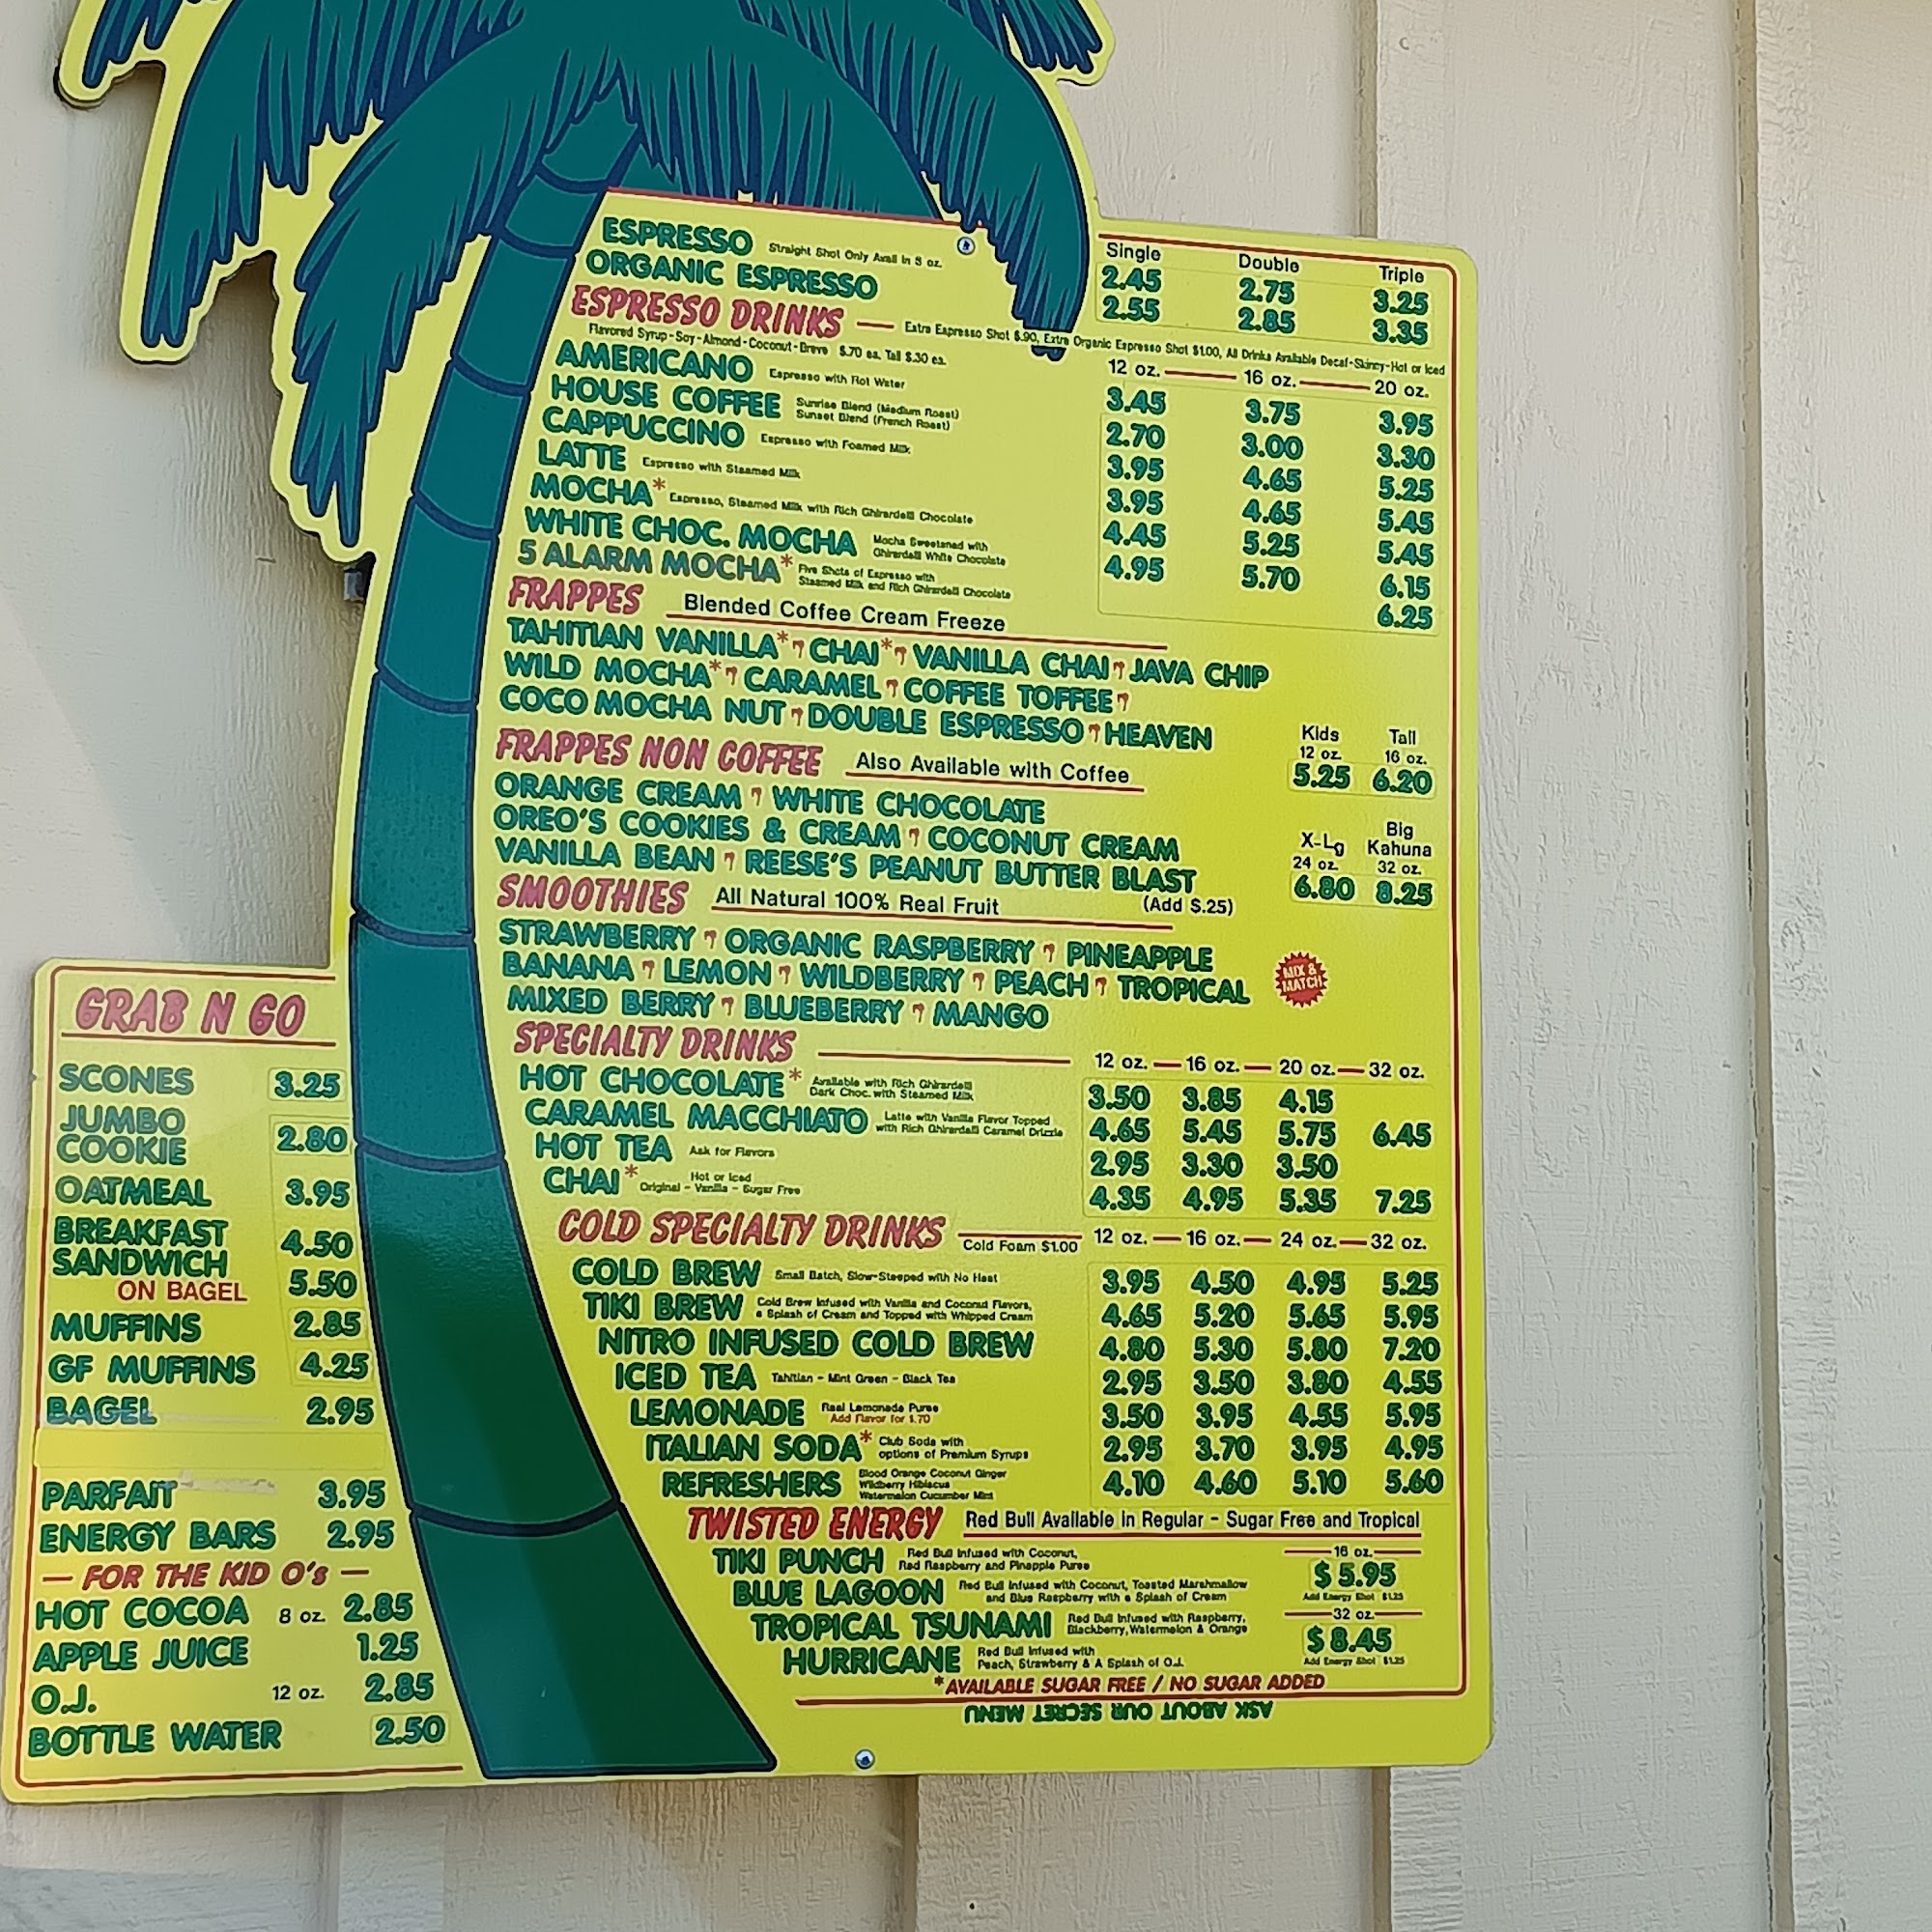 ESPRESSO Straight Shot Only Avail in 8 oz.
ORGANIC ESPRESSO
Single Double Triple
2.45 2.75 3.25
2.55 2.85 3.35
ESPRESSO DRINKS — Extra Espresso Shot $.90, Extra Organic Espresso Shot $1.00, All Drinks Available Decaf-Skinny-Hot or Iced
Flavored Syrup-Soy-Almond-Coconut-Breve $.70 ea. Tall $.30 ea.
12 oz. — 16 oz. — 20 oz.
AMERICANO Espresso with Hot Water 3.45 3.75 3.95
HOUSE COFFEE Sunrise Blend (Medium Roast) 2.70 3.00 3.30
Sunset Blend (French Roast)
CAPPUCCINO Espresso with Foamed Milk 3.95 4.65 5.25
LATTE Espresso with Steamed Milk 3.95 4.65 5.45
MOCHA* Espresso, Steamed Milk with Rich Ghirardelli Chocolate 4.45 5.25 5.45
WHITE CHOC. MOCHA Mocha Sweetened with 4.95 5.70 6.15
Ghirardelli White Chocolate
5 ALARM MOCHA* Five Shots of Espresso with 6.25
Steamed Milk and Rich Ghirardelli Chocolate
FRAPPES Blended Coffee Cream Freeze
TAHITIAN VANILLA* CHAI* VANILLA CHAI JAVA CHIP
WILD MOCHA* CARAMEL COFFEE TOFFEE
COCO MOCHA NUT DOUBLE ESPRESSO HEAVEN
Kids Tall
12 oz. 16 oz.
5.25 6.20
FRAPPES NON COFFEE Also Available with Coffee
ORANGE CREAM WHITE CHOCOLATE
OREO'S COOKIES & CREAM COCONUT CREAM
VANILLA BEAN REESE'S PEANUT BUTTER BLAST
X-Lg Big Kahuna
24 oz. 32 oz.
6.80 8.25
SMOOTHIES All Natural 100% Real Fruit (Add $.25)
STRAWBERRY ORGANIC RASPBERRY PINEAPPLE
BANANA LEMON WILDBERRY PEACH TROPICAL
MIXED BERRY BLUEBERRY MANGO
MIX &
MATCH
SPECIALTY DRINKS 12 oz. — 16 oz. — 20 oz. — 32 oz.
HOT CHOCOLATE* Available with Rich Ghirardelli 3.50 3.85 4.15
Dark Choc. with Steamed Milk
CARAMEL MACCHIATO Latte with Vanilla Flavor Topped 4.65 5.45 5.75 6.45
with Rich Ghirardelli Caramel Drizzle
HOT TEA Ask for Flavors 2.95 3.30 3.50
CHAI* Hot or Iced 4.35 4.95 5.35 7.25
Original - Vanilla - Sugar Free
COLD SPECIALTY DRINKS Cold Foam $1.00 12 oz. — 16 oz. — 24 oz. — 32 oz.
COLD BREW Small Batch, Slow-Steeped with No Heat 3.95 4.50 4.95 5.25
TIKI BREW Cold Brew Infused with Vanilla and Coconut Flavors, 4.65 5.20 5.65 5.95
a Splash of Cream and Topped with Whipped Cream
NITRO INFUSED COLD BREW 4.80 5.30 5.80 7.20
ICED TEA Tahitian - Mint Green - Black Tea 2.95 3.50 3.80 4.55
LEMONADE Real Lemonade Puree 3.50 3.95 4.55 5.95
Add Flavor for $.70
ITALIAN SODA* Club Soda with 2.95 3.70 3.95 4.95
options of Premium Syrups
REFRESHERS Blood Orange Coconut Ginger 4.10 4.60 5.10 5.60
Wildberry Hibiscus
Watermelon Cucumber Mint
TWISTED ENERGY Red Bull Available in Regular - Sugar Free and Tropical
TIKI PUNCH Red Bull Infused with Coconut,
Red Raspberry and Pinapple Puree
BLUE LAGOON Red Bull Infused with Coconut, Toasted Marshmallow
and Blue Raspberry with a Splash of Cream
TROPICAL TSUNAMI Red Bull Infused with Raspberry,
Blackberry, Watermelon & Orange
HURRICANE Red Bull Infused with
Peach, Strawberry & A Splash of O.J.
16 oz.
$5.95
Add Energy Shot $1.25
32 oz.
$8.45
Add Energy Shot $1.25
*AVAILABLE SUGAR FREE / NO SUGAR ADDED
ASK ABOUT OUR SECRET MENU
GRAB N GO
SCONES 3.25
JUMBO
COOKIE 2.80
OATMEAL 3.95
BREAKFAST
SANDWICH 4.50
ON BAGEL 5.50
MUFFINS 2.85
GF MUFFINS 4.25
BAGEL 2.95
PARFAIT 3.95
ENERGY BARS 2.95
— FOR THE KID O's —
HOT COCOA 8 oz. 2.85
APPLE JUICE 1.25
O.J. 12 oz. 2.85
BOTTLE WATER 2.50